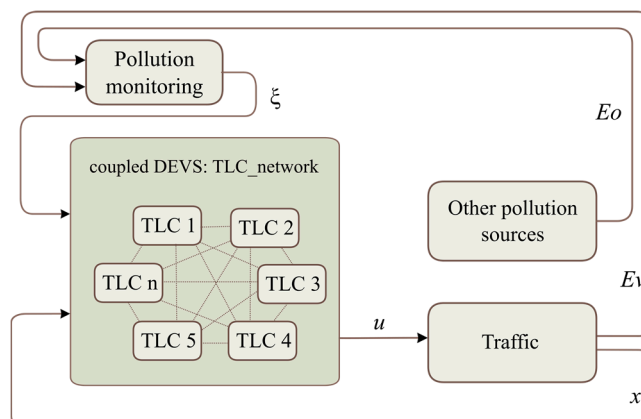 Pollution
monitoring
ξ
Eo
coupled DEVS: TLC_network
TLC 1
TLC 2
Other pollution
sources
TLC n
TLC 3
Ev
TLC 5
TLC 4
u
Traffic
x